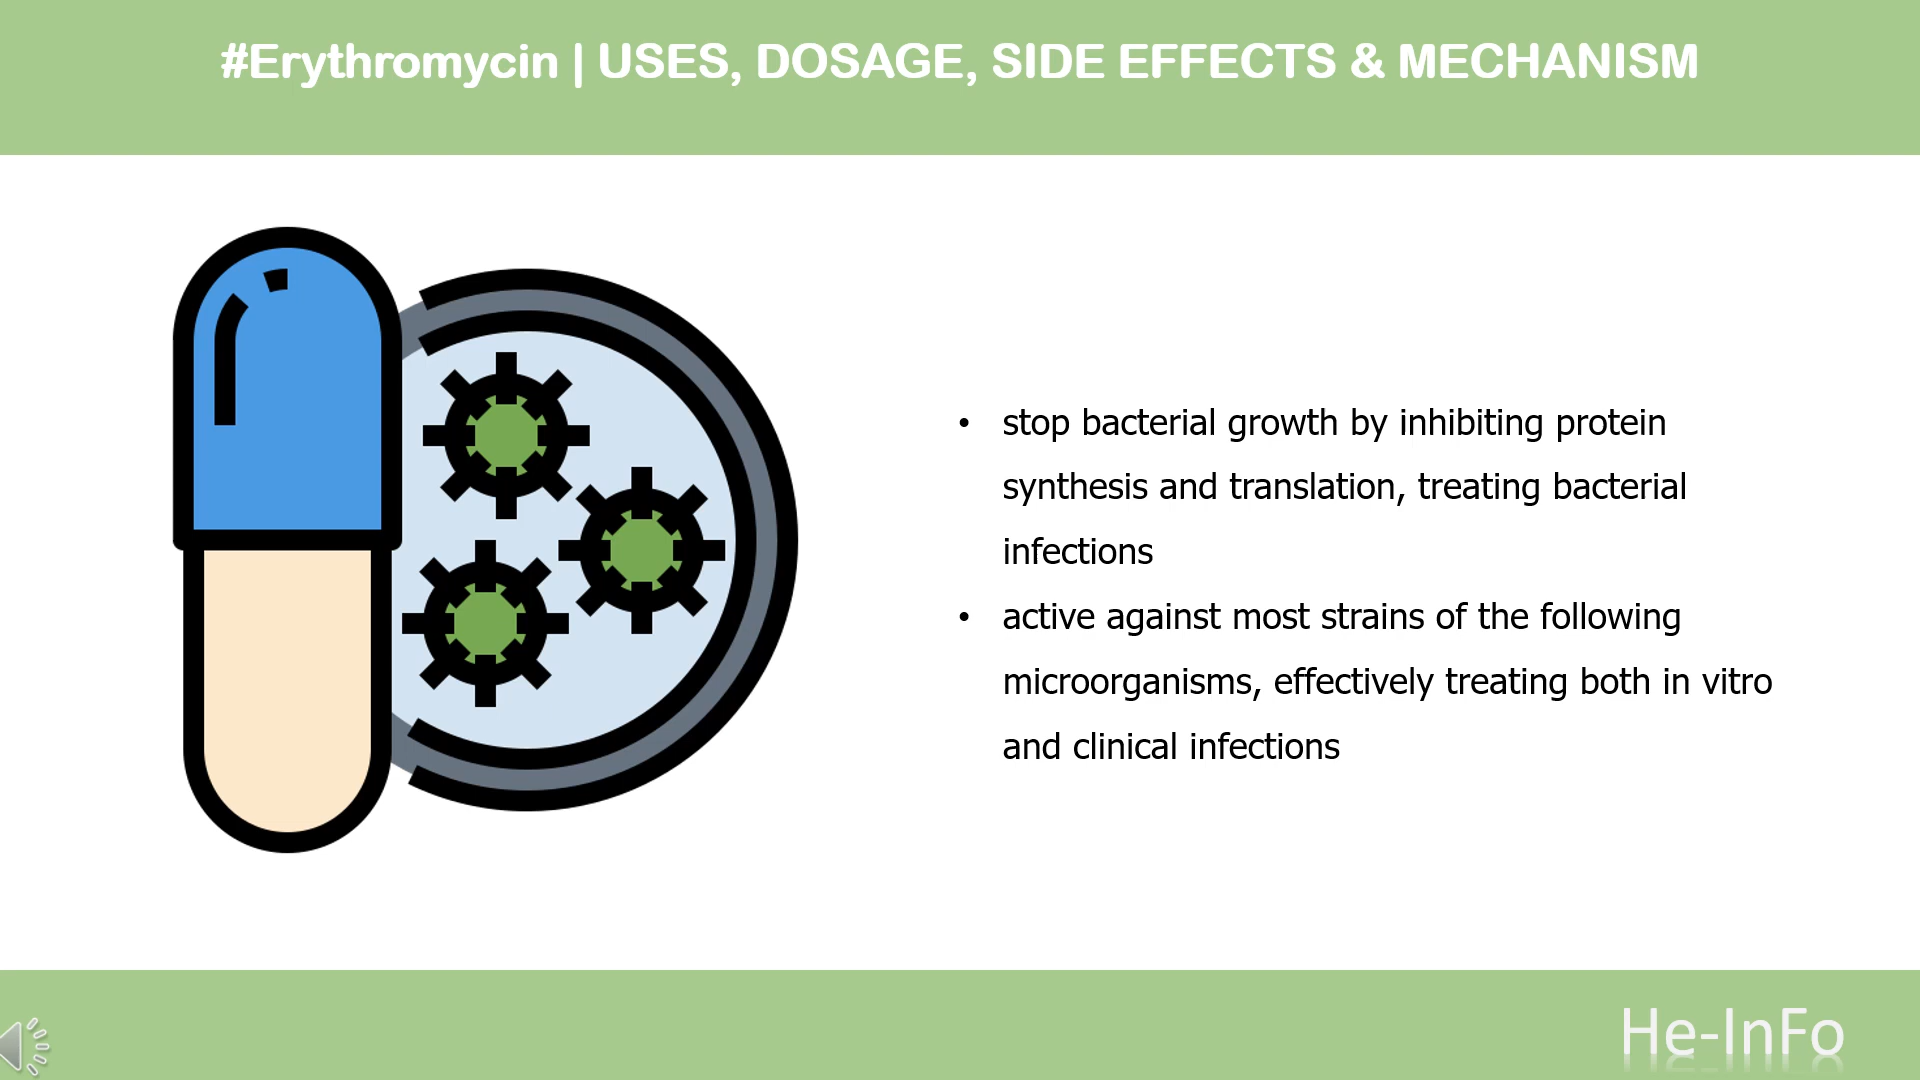 #Erythromycin | USES, DOSAGE, SIDE EFFECTS & MECHANISM
• stop bacterial growth by inhibiting protein
synthesis and translation, treating bacterial
infections
• active against most strains of the following
microorganisms, effectively treating both in vitro
and clinical infections
He-InFo